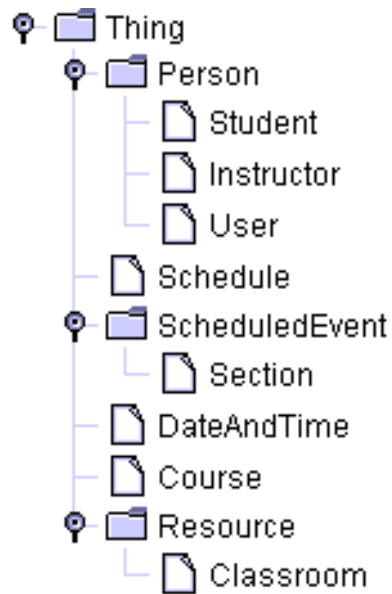 Thing
Person
Student
Instructor
User
Schedule
ScheduledEvent
Section
DateAndTime
Course
Resource
Classroom